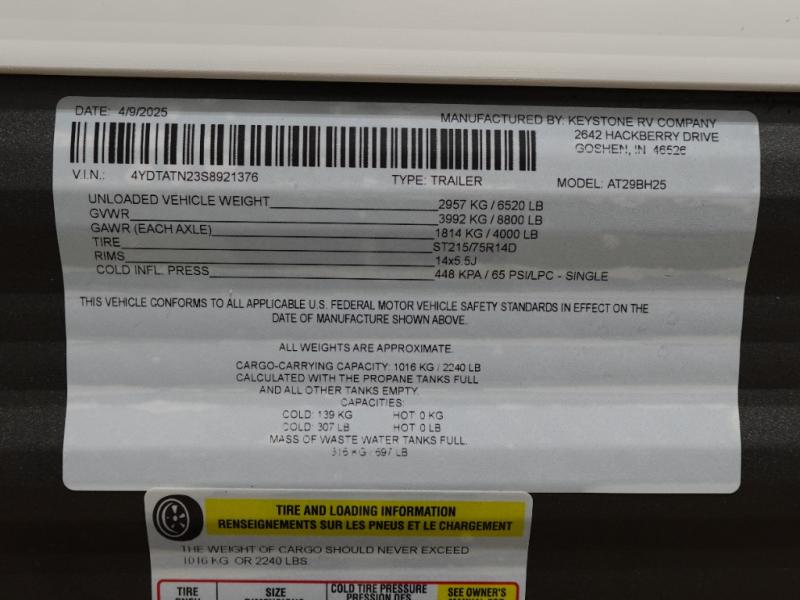 DATE: 4/9/2025
MANUFACTURED BY: KEYSTONE RV COMPANY
2642 HACKBERRY DRIVE
GOSHEN, IN 46526
V.I.N.: 4YDTATN23S8921376 TYPE: TRAILER MODEL: AT29BH25
UNLOADED VEHICLE WEIGHT 2957 KG / 6520 LB
GVWR 3992 KG / 8800 LB
GAWR (EACH AXLE) 1814 KG / 4000 LB
TIRE ST215/75R14D
RIMS 14x5.5J
COLD INFL. PRESS 448 KPA / 65 PSI/LPC - SINGLE
THIS VEHICLE CONFORMS TO ALL APPLICABLE U.S. FEDERAL MOTOR VEHICLE SAFETY STANDARDS IN EFFECT ON THE
DATE OF MANUFACTURE SHOWN ABOVE.
ALL WEIGHTS ARE APPROXIMATE.
CARGO-CARRYING CAPACITY: 1016 KG / 2240 LB
CALCULATED WITH THE PROPANE TANKS FULL
AND ALL OTHER TANKS EMPTY.
CAPACITIES:
COLD: 139 KG HOT: 0 KG
COLD: 307 LB HOT: 0 LB
MASS OF WASTE WATER TANKS FULL.
316 KG / 697 LB
TIRE AND LOADING INFORMATION
RENSEIGNEMENTS SUR LES PNEUS ET LE CHARGEMENT
THE WEIGHT OF CARGO SHOULD NEVER EXCEED
1016 KG OR 2240 LBS.
TIRE SIZE COLD TIRE PRESSURE SEE OWNER'S